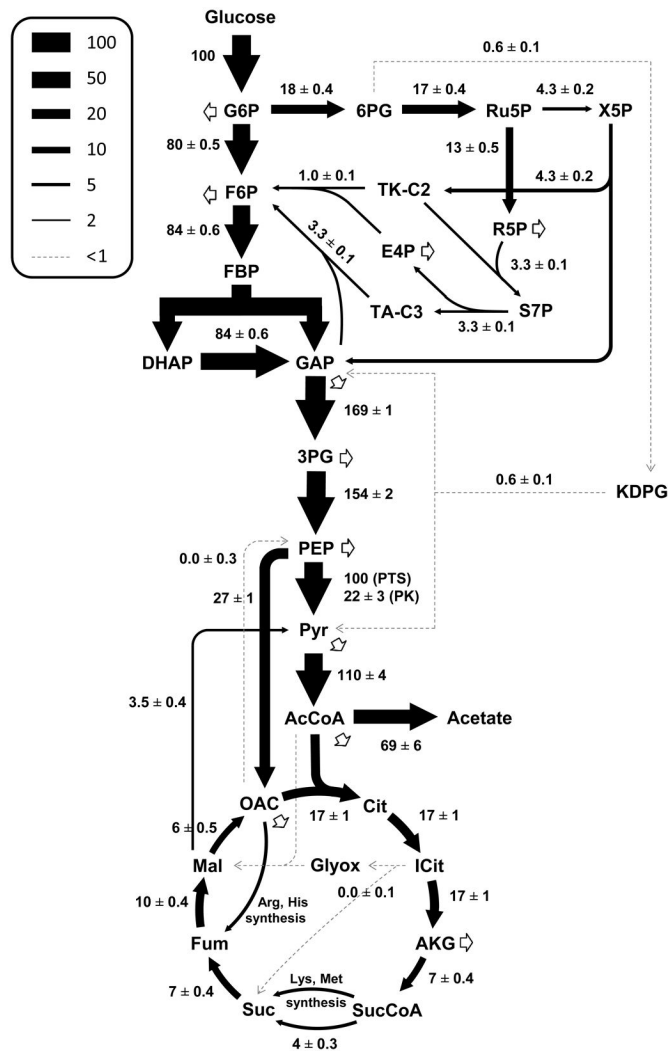 Glucose
100
50
20
10
5
2
<1
100
0.6 ± 0.1
G6P
18 ± 0.4
6PG
17 ± 0.4
Ru5P
4.3 ± 0.2
X5P
80 ± 0.5
13 ± 0.5
F6P
1.0 ± 0.1
TK-C2
4.3 ± 0.2
84 ± 0.6
R5P
3.3 ± 0.1
E4P
3.3 ± 0.1
FBP
TA-C3
3.3 ± 0.1
S7P
84 ± 0.6
DHAP
GAP
169 ± 1
3PG
154 ± 2
0.6 ± 0.1
KDPG
0.0 ± 0.3
PEP
100 (PTS)
22 ± 3 (PK)
27 ± 1
Pyr
3.5 ± 0.4
110 ± 4
AcCoA
Acetate
69 ± 6
OAC
17 ± 1
Cit
17 ± 1
6 ± 0.5
Mal
Glyox
ICit
0.0 ± 0.1
17 ± 1
10 ± 0.4
Arg, His
synthesis
Fum
AKG
7 ± 0.4
7 ± 0.4
Lys, Met
synthesis
Suc
SucCoA
4 ± 0.3